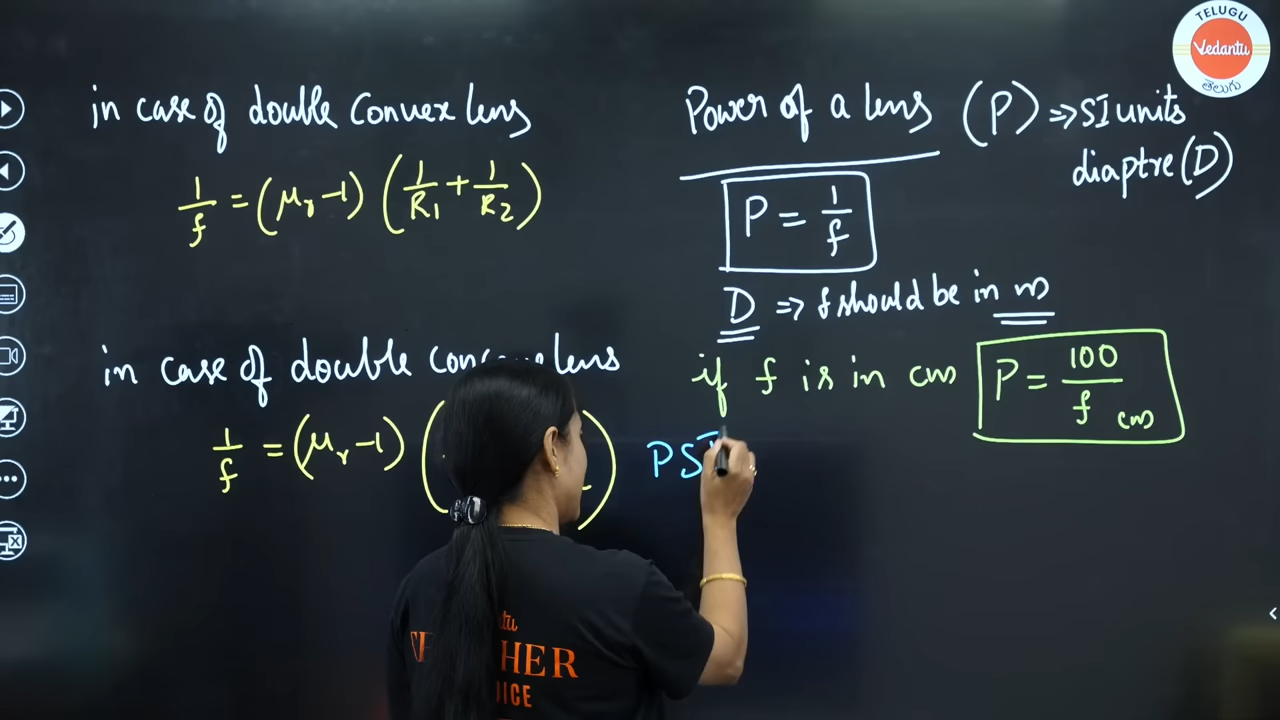 in case of double Convex lens
1/f = (μr - 1) (1/R1 + 1/R2)
in case of double lens
1/f = (μr - 1) (
Power of a lens (P) ⇒ SI units
diaptre (D)
P = 1/f
D ⇒ f should be in m
if f is in cm
P = 100/f cm
PS
TELUGU
Vedantu
తెలుగు
HER